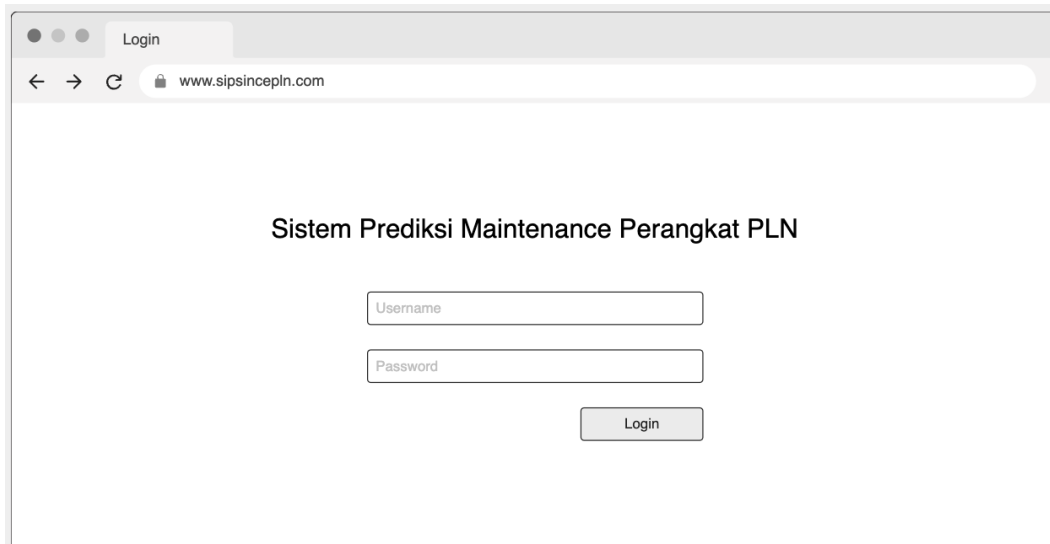 Login
www.sipsincepln.com
Sistem Prediksi Maintenance Perangkat PLN
Username
Password
Login